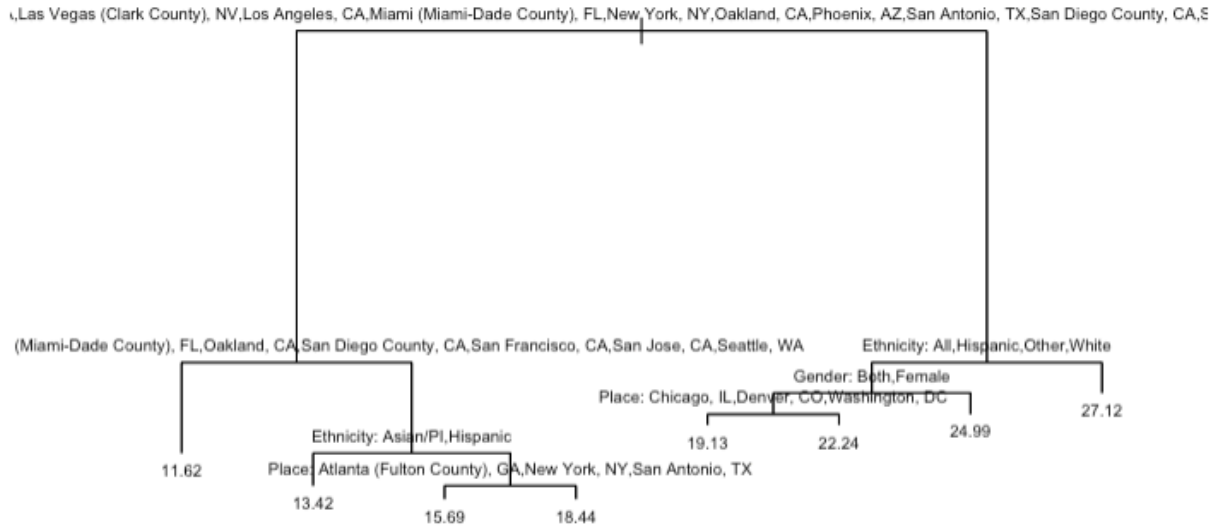 ,Las Vegas (Clark County), NV,Los Angeles, CA,Miami (Miami-Dade County), FL,New York, NY,Oakland, CA,Phoenix, AZ,San Antonio, TX,San Diego County, CA,S
(Miami-Dade County), FL,Oakland, CA,San Diego County, CA,San Francisco, CA,San Jose, CA,Seattle, WA
Ethnicity: All,Hispanic,Other,White
Gender: Both,Female
Place: Chicago, IL,Denver, CO,Washington, DC
27.12
24.99
19.13
22.24
Ethnicity: Asian/PI,Hispanic
11.62
Place: Atlanta (Fulton County), GA,New York, NY,San Antonio, TX
13.42
15.69
18.44